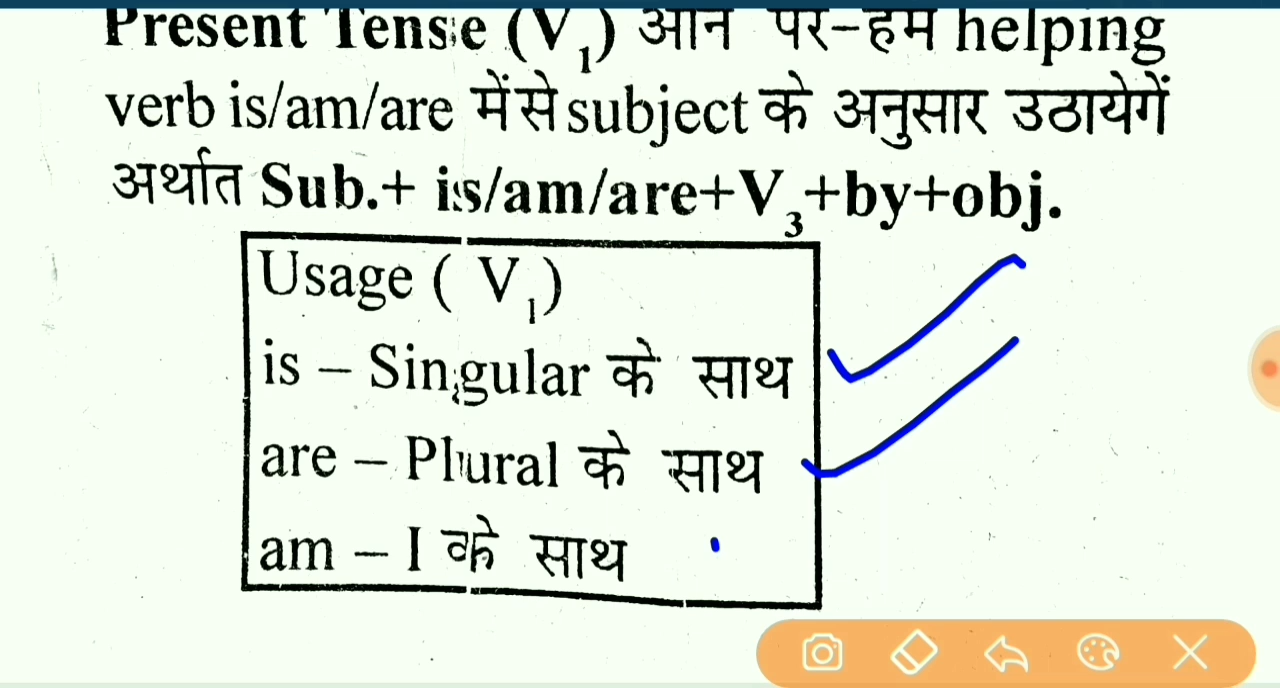 Present Tense (V₁) आने पर-हम helping
verb is/am/are में से subject के अनुसार उठायेगें
अर्थात Sub.+ is/am/are+V₃+by+obj.
Usage ( V₁)
is – Singular के साथ
are – Plural के साथ
am – I के साथ